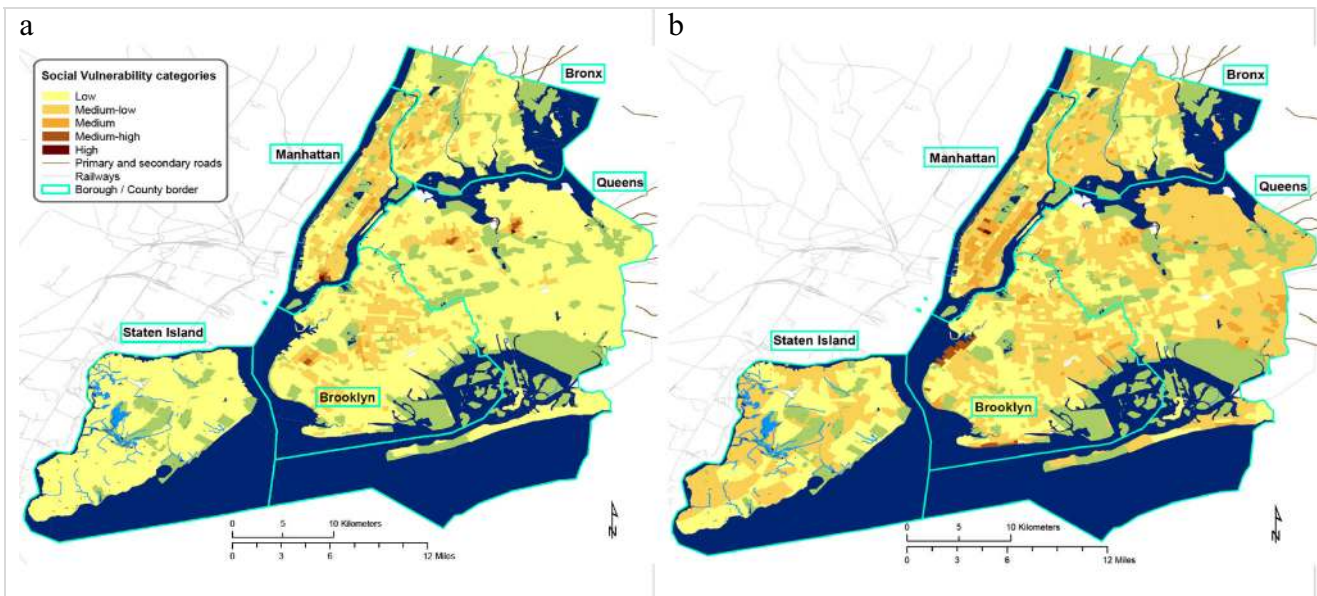 a
Social Vulnerability categories
Low
Medium-low
Medium
Medium-high
High
Primary and secondary roads
Railways
Borough / County border
Bronx
Manhattan
Queens
Staten Island
Brooklyn
0 5 10 Kilometers
0 3 6 12 Miles
N
b
Bronx
Manhattan
Queens
Staten Island
Brooklyn
0 5 10 Kilometers
0 3 6 12 Miles
N